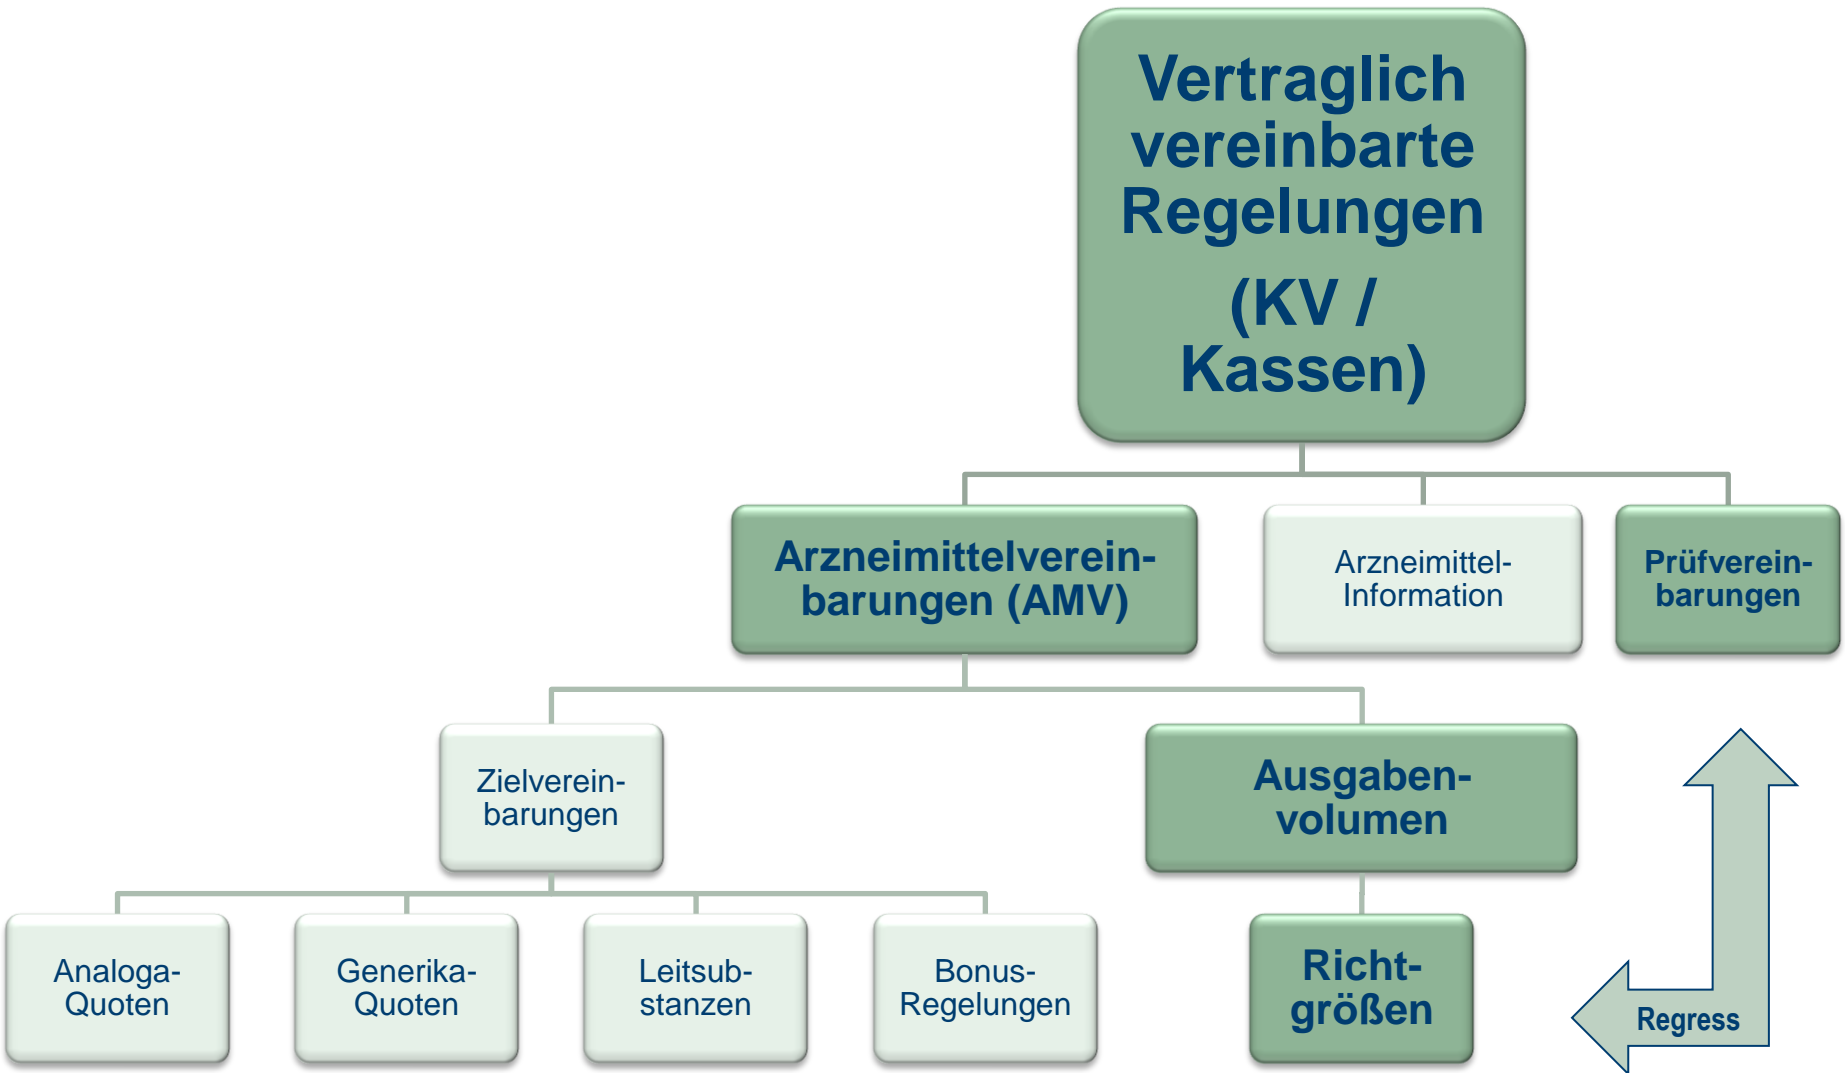 Vertraglich
vereinbarte
Regelungen
(KV /
Kassen)
Arzneimittelverein-
barungen (AMV)
Arzneimittel-
Information
Prüfverein-
barungen
Zielverein-
barungen
Ausgaben-
volumen
Analoga-
Quoten
Generika-
Quoten
Leitsub-
stanzen
Bonus-
Regelungen
Richt-
größen
Regress